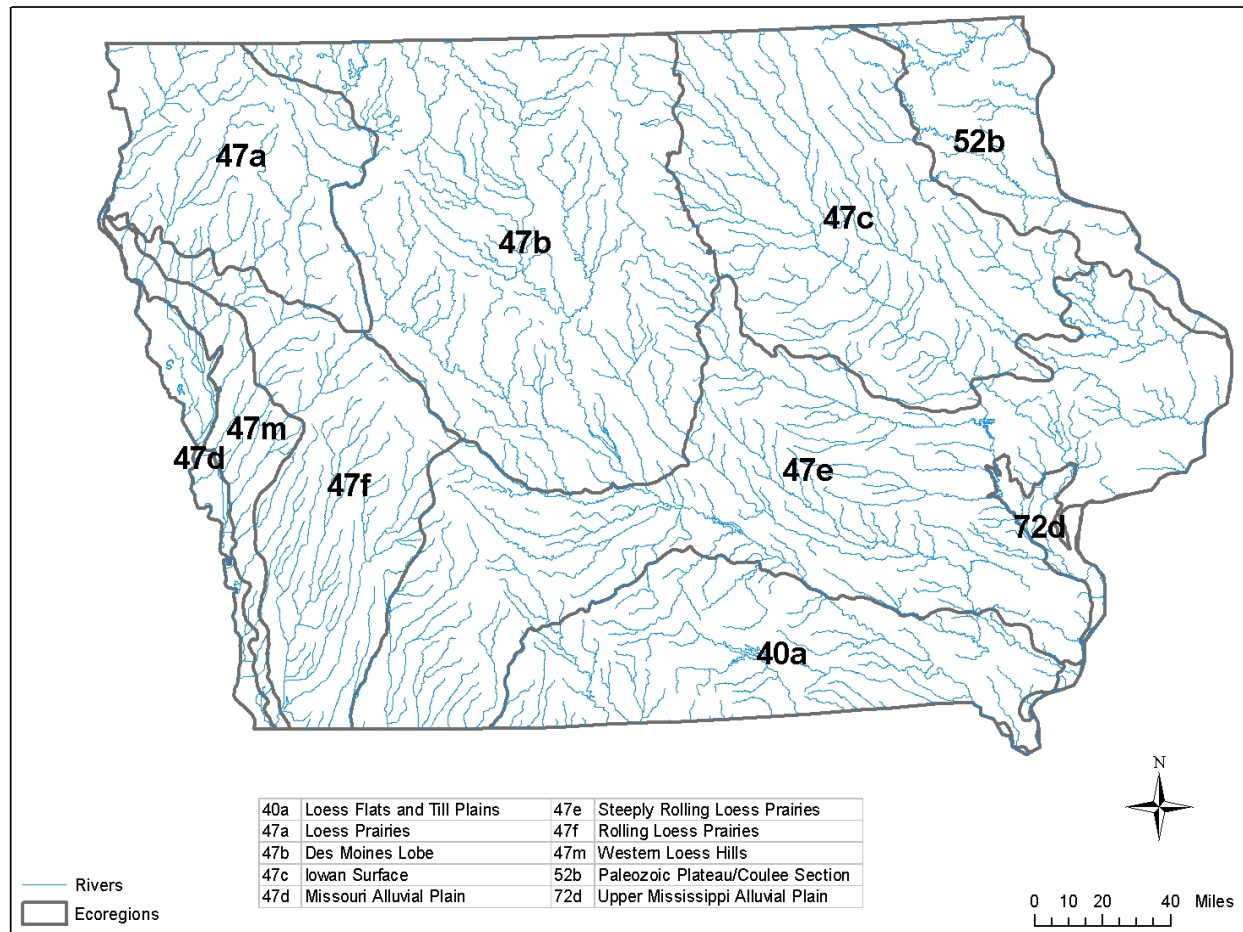 47a
52b
47c
47b
47m
47d
47f
47e
72d
40a
N
40a Loess Flats and Till Plains 47e Steeply Rolling Loess Prairies
47a Loess Prairies 47f Rolling Loess Prairies
47b Des Moines Lobe 47m Western Loess Hills
47c Iowan Surface 52b Paleozoic Plateau/Coulee Section
47d Missouri Alluvial Plain 72d Upper Mississippi Alluvial Plain
Rivers
Ecoregions
0 10 20 40 Miles